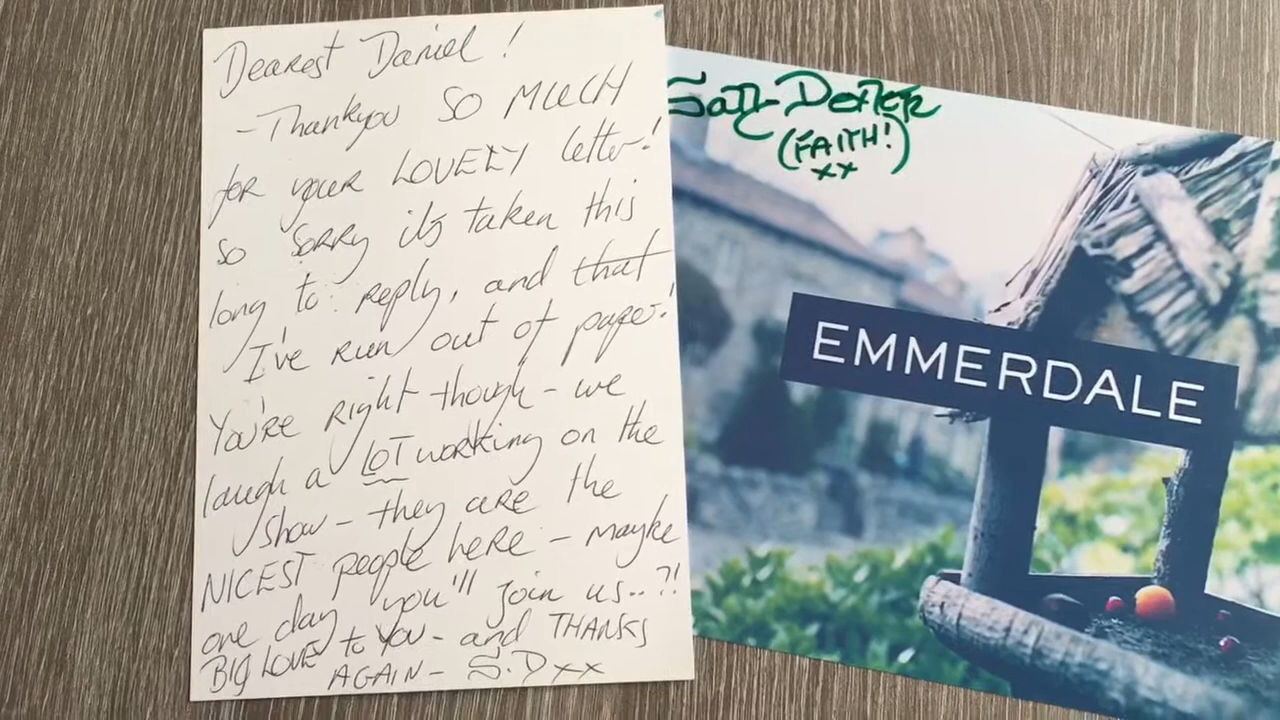 Dearest Daniel!
- Thankyou SO MUCH
for your LOVELY letter!
so sorry its taken this
long to reply, and that
I've run out of paper!
You're right though - we
laugh a LOT working on the
show - they are the
NICEST people here - maybe
one day you'll join us..?!
BIG LOVE to YOU - and THANKS
AGAIN - S.D xx
Sally Dexter
(FAITH!)
xx
EMMERDALE